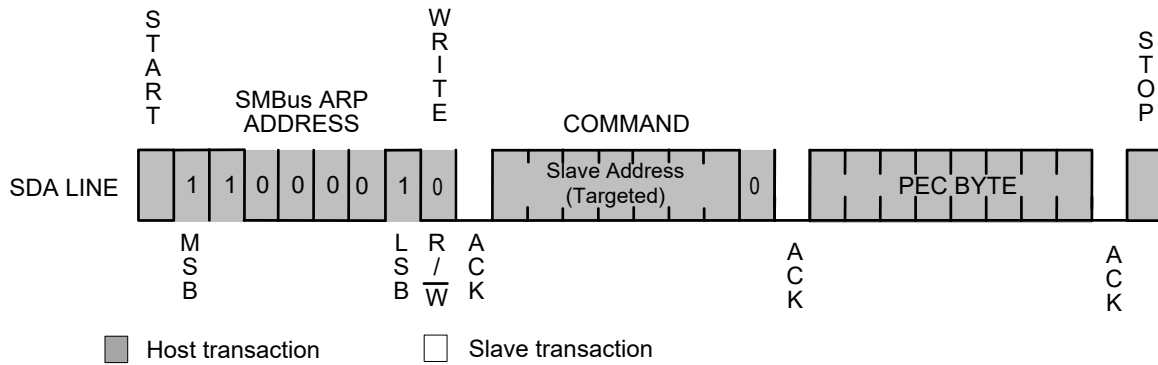 START
WRITE
STOP
SMBus ARP
ADDRESS
COMMAND
SDA LINE
1 1 0 0 0 0 1 0
Slave Address
(Targeted)
0
PEC BYTE
MSB
LSB
R/W
ACK
ACK
ACK
Host transaction
Slave transaction